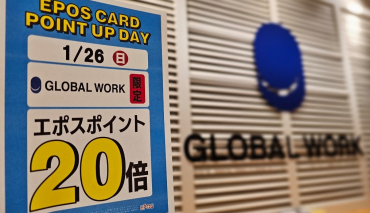 EPOS CARD
POINT UP DAY
1/26 日
GLOBAL WORK 限定
エポスポイント
20倍
GLOBAL WORK